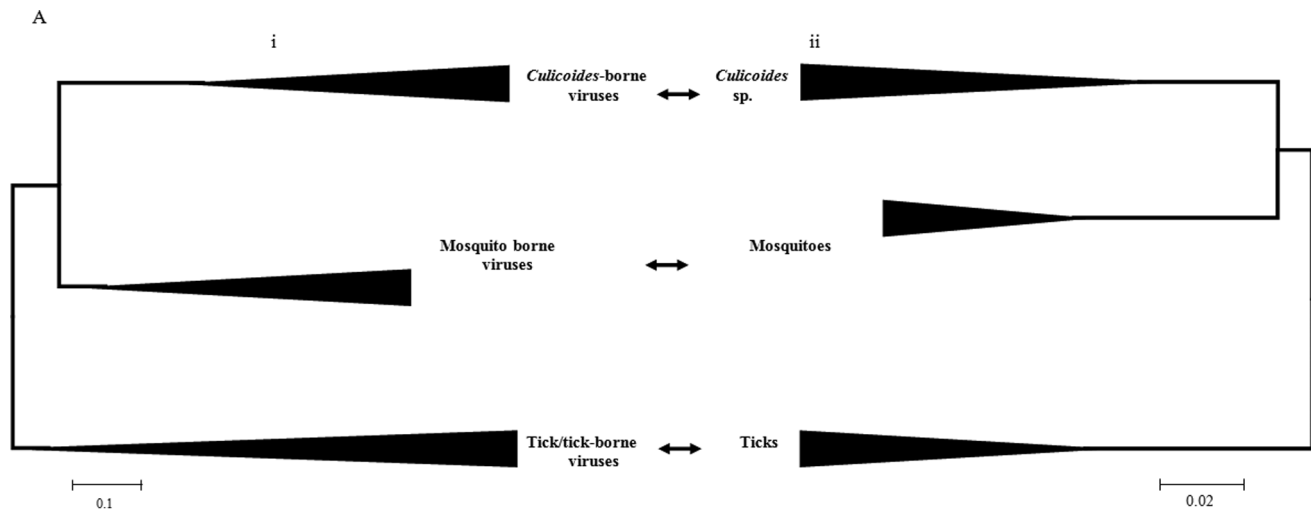 A
i
ii
Culicoides-borne
viruses
Culicoides
sp.
Mosquito borne
viruses
Mosquitoes
Tick/tick-borne
viruses
Ticks
0.1
0.02